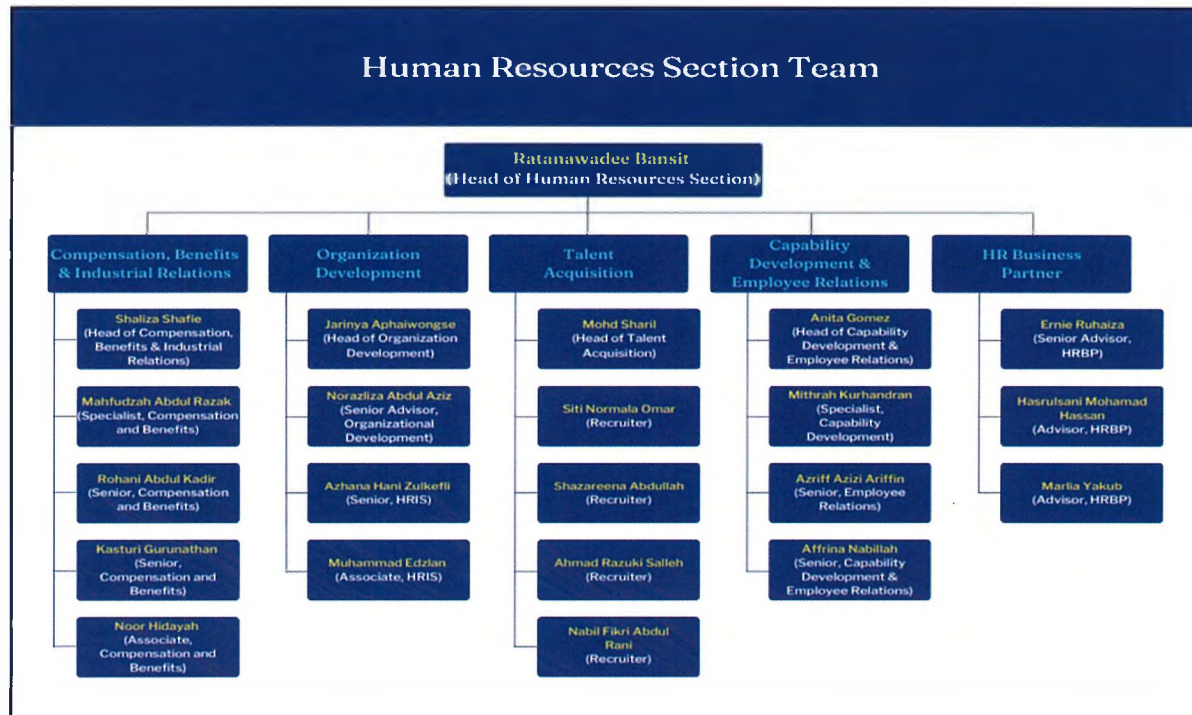 Human Resources Section Team
Ratanawadee Bansit
(Head of Human Resources Section)
Compensation, Benefits
& Industrial Relations
Shaliza Shafie
(Head of Compensation,
Benefits & Industrial
Relations)
Mahfudzah Abdul Razak
(Specialist, Compensation
and Benefits)
Rohani Abdul Kadir
(Senior, Compensation
and Benefits)
Kasturi Gurunathan
(Senior,
Compensation and
Benefits)
Noor Hidayah
(Associate,
Compensation and
Benefits)
Organization
Development
Jarinya Aphaiwongse
(Head of Organization
Development)
Norazliza Abdul Aziz
(Senior Advisor,
Organizational
Development)
Azhana Hani Zulkefli
(Senior, HRIS)
Muhammad Edzlan
(Associate, HRIS)
Talent
Acquisition
Mohd Sharil
(Head of Talent
Acquisition)
Siti Normala Omar
(Recruiter)
Shazareena Abdullah
(Recruiter)
Ahmad Razuki Salleh
(Recruiter)
Nabil Fikri Abdul
Rani
(Recruiter)
Capability
Development &
Employee Relations
Anita Gomez
(Head of Capability
Development &
Employee Relations)
Mithrah Kurhandran
(Specialist,
Capability
Development)
Azriff Azizi Ariffin
(Senior, Employee
Relations)
Affrina Nabillah
(Senior, Capability
Development &
Employee Relations)
HR Business
Partner
Ernie Ruhaiza
(Senior Advisor,
HRBP)
Hasrulsani Mohamad
Hassan
(Advisor, HRBP)
Marlia Yakub
(Advisor, HRBP)